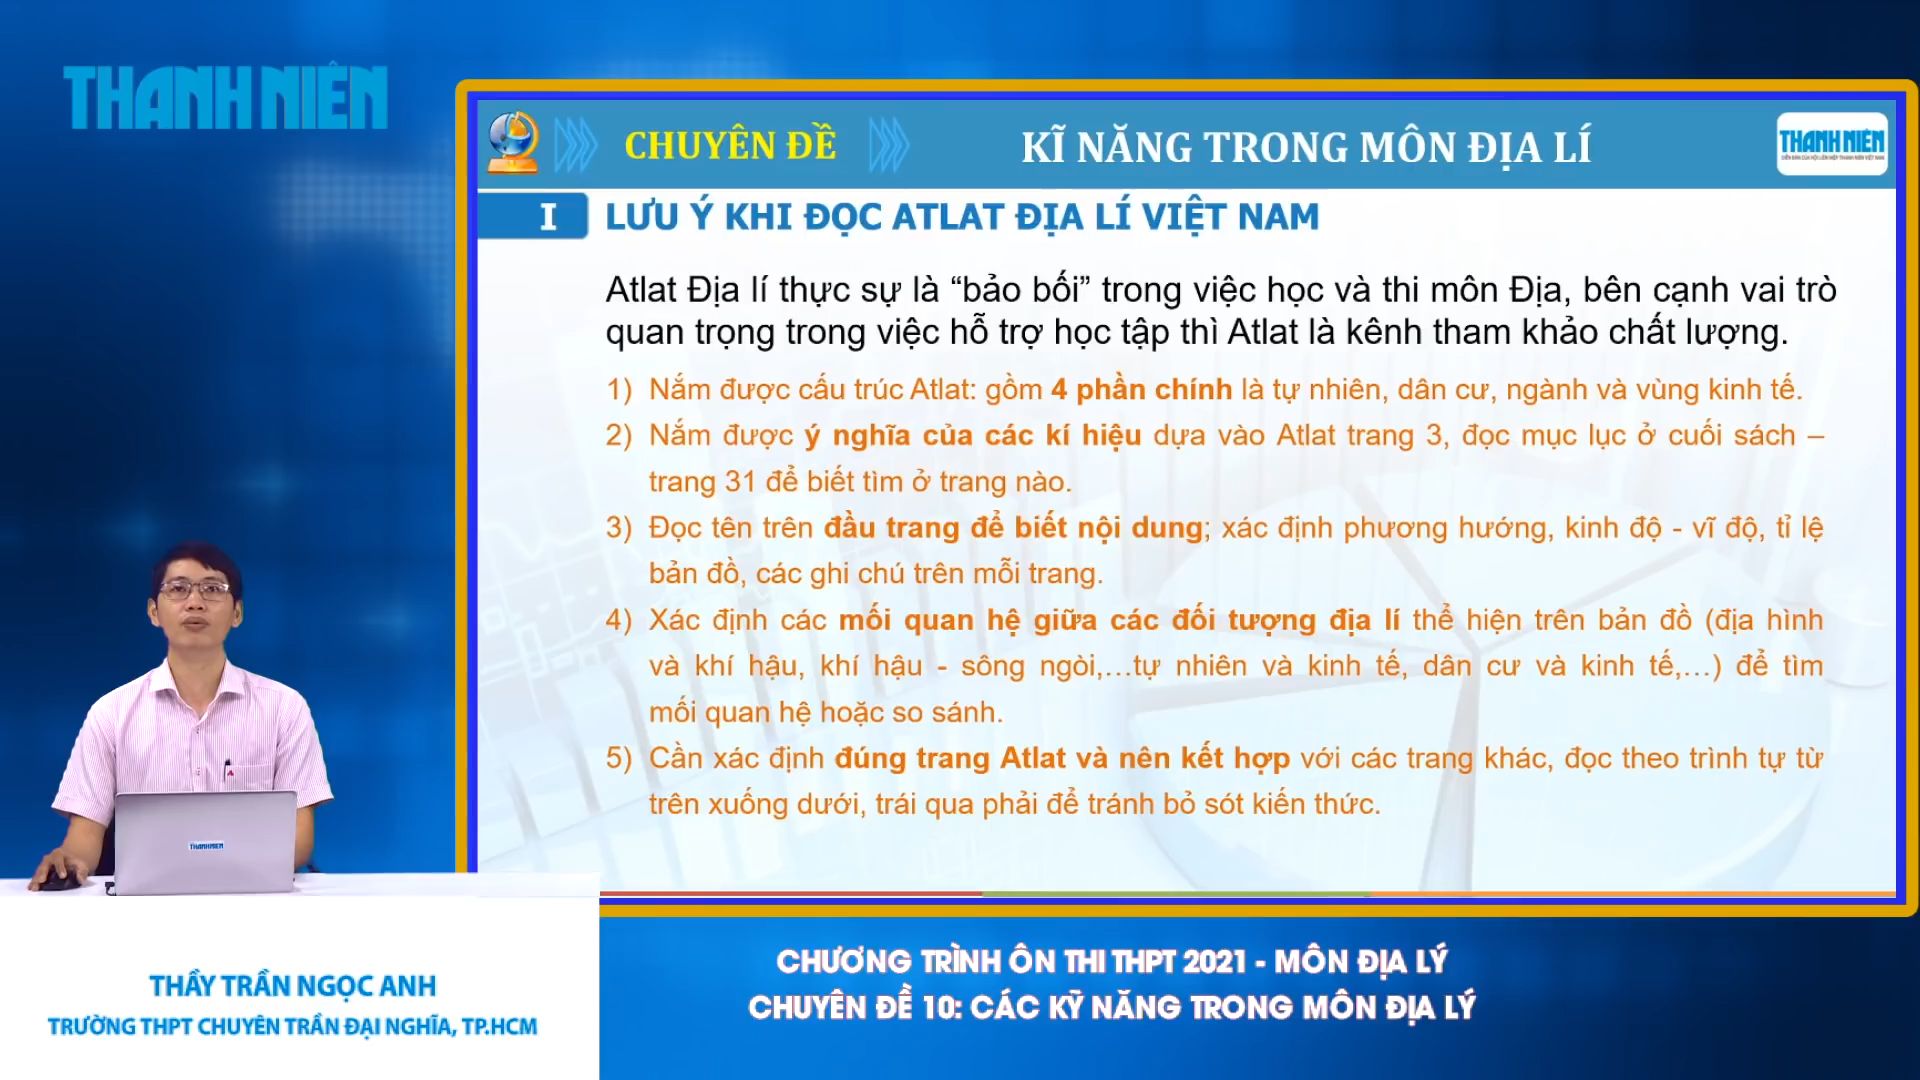 THANH NIÊN
CHUYÊN ĐỀ
KĨ NĂNG TRONG MÔN ĐỊA LÍ
THANH NIÊN
I LƯU Ý KHI ĐỌC ATLAT ĐỊA LÍ VIỆT NAM
Atlat Địa lí thực sự là “bảo bối” trong việc học và thi môn Địa, bên cạnh vai trò
quan trọng trong việc hỗ trợ học tập thì Atlat là kênh tham khảo chất lượng.
1) Nắm được cấu trúc Atlat: gồm 4 phần chính là tự nhiên, dân cư, ngành và vùng kinh tế.
2) Nắm được ý nghĩa của các kí hiệu dựa vào Atlat trang 3, đọc mục lục ở cuối sách –
trang 31 để biết tìm ở trang nào.
3) Đọc tên trên đầu trang để biết nội dung; xác định phương hướng, kinh độ - vĩ độ, tỉ lệ
bản đồ, các ghi chú trên mỗi trang.
4) Xác định các mối quan hệ giữa các đối tượng địa lí thể hiện trên bản đồ (địa hình
và khí hậu, khí hậu - sông ngòi,…tự nhiên và kinh tế, dân cư và kinh tế,…) để tìm
mối quan hệ hoặc so sánh.
5) Cần xác định đúng trang Atlat và nên kết hợp với các trang khác, đọc theo trình tự từ
trên xuống dưới, trái qua phải để tránh bỏ sót kiến thức.
THANH NIÊN
THẦY TRẦN NGỌC ANH
TRƯỜNG THPT CHUYÊN TRẦN ĐẠI NGHĨA, TP.HCM
CHƯƠNG TRÌNH ÔN THI THPT 2021 - MÔN ĐỊA LÝ
CHUYÊN ĐỀ 10: CÁC KỸ NĂNG TRONG MÔN ĐỊA LÝ